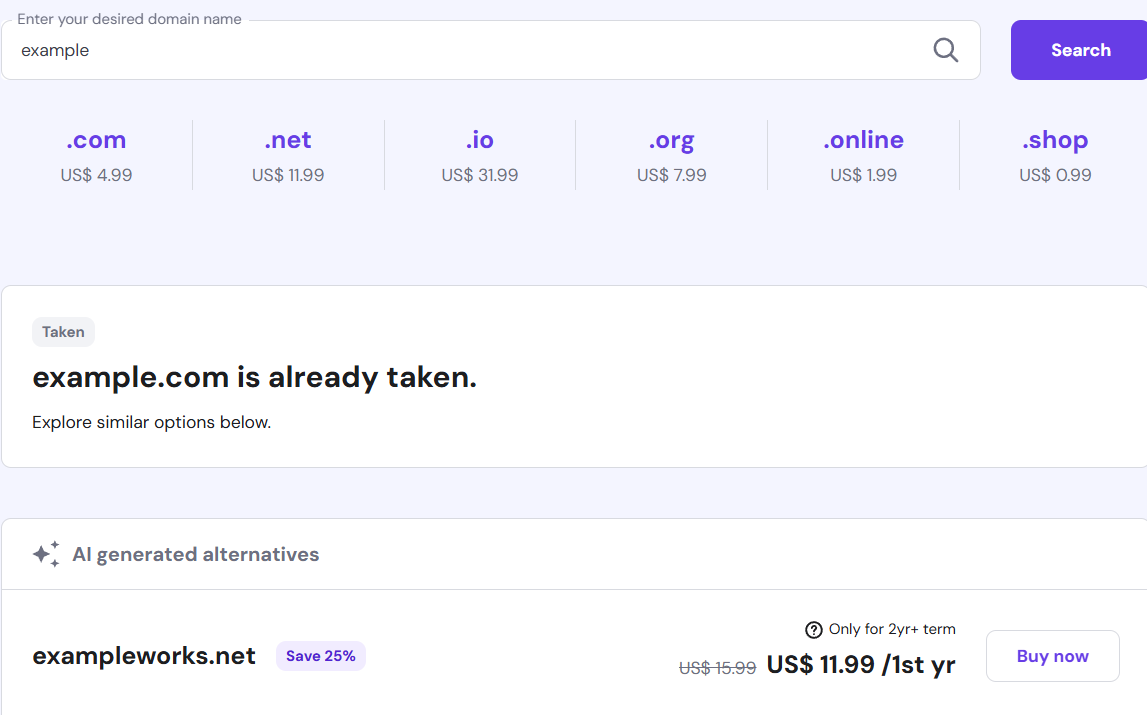 Enter your desired domain name
example
Search
.com
.net
.io
.org
.online
.shop
US$ 4.99
US$ 11.99
US$ 31.99
US$ 7.99
US$ 1.99
US$ 0.99
Taken
example.com is already taken.
Explore similar options below.
AI generated alternatives
Only for 2yr+ term
exampleworks.net
Save 25%
US$ 15.99 US$ 11.99 /1st yr
Buy now